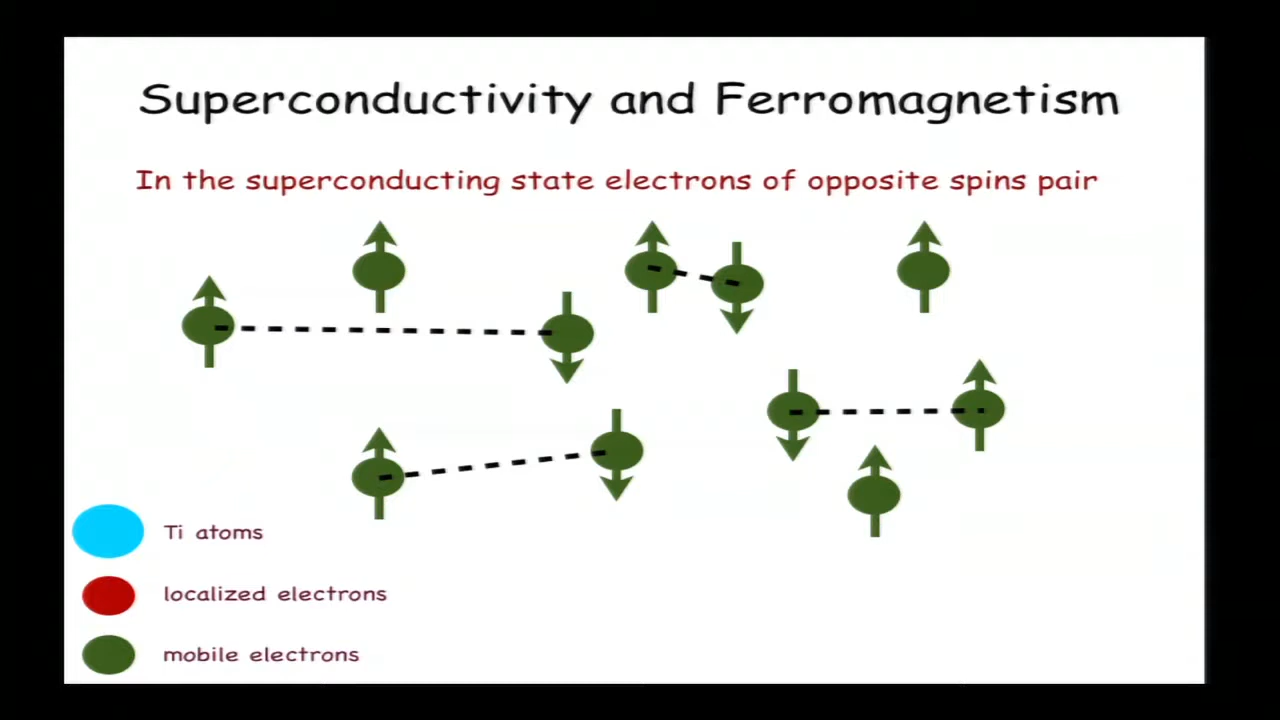 Superconductivity and Ferromagnetism
In the superconducting state electrons of opposite spins pair
Ti atoms
localized electrons
mobile electrons